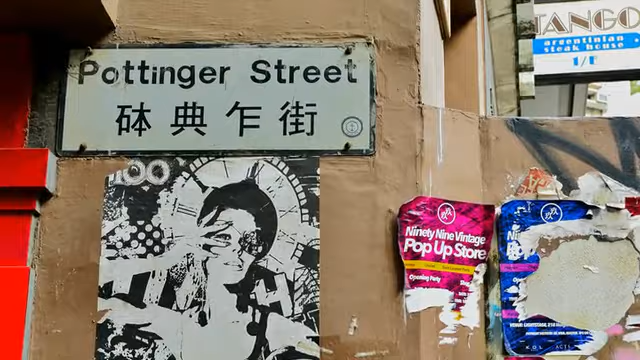 Pottinger Street
砵典乍街
TANGO
argentinian
steak house
1/F
Ninety Nine Vintage
Pop Up Store
Opening Party